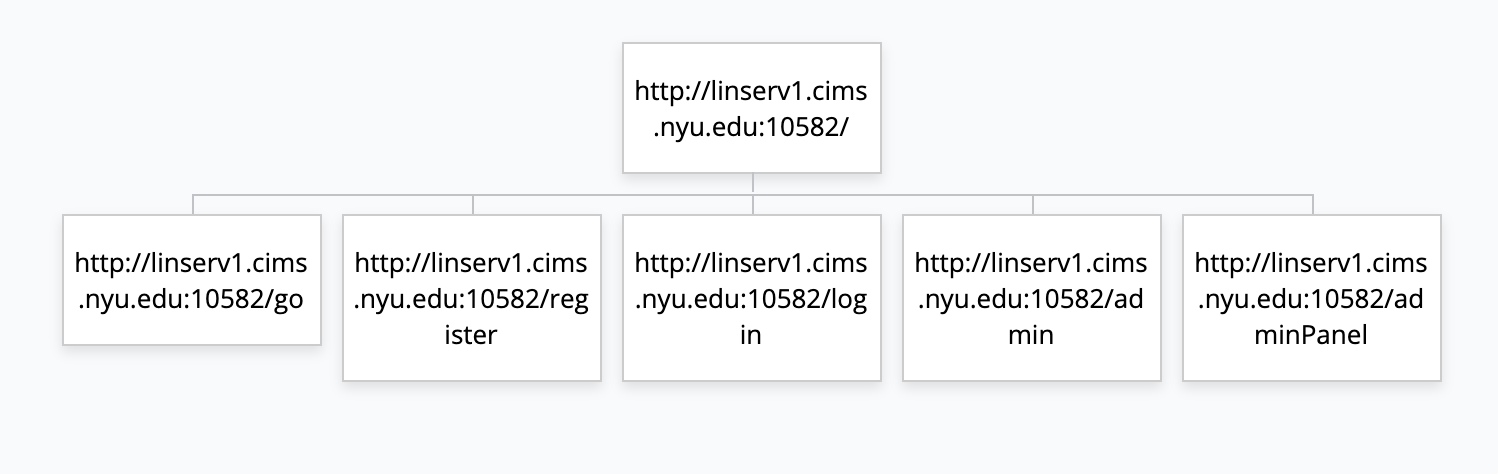 http://linserv1.cims
.nyu.edu:10582/
http://linserv1.cims
.nyu.edu:10582/go
http://linserv1.cims
.nyu.edu:10582/reg
ister
http://linserv1.cims
.nyu.edu:10582/log
in
http://linserv1.cims
.nyu.edu:10582/ad
min
http://linserv1.cims
.nyu.edu:10582/ad
minPanel